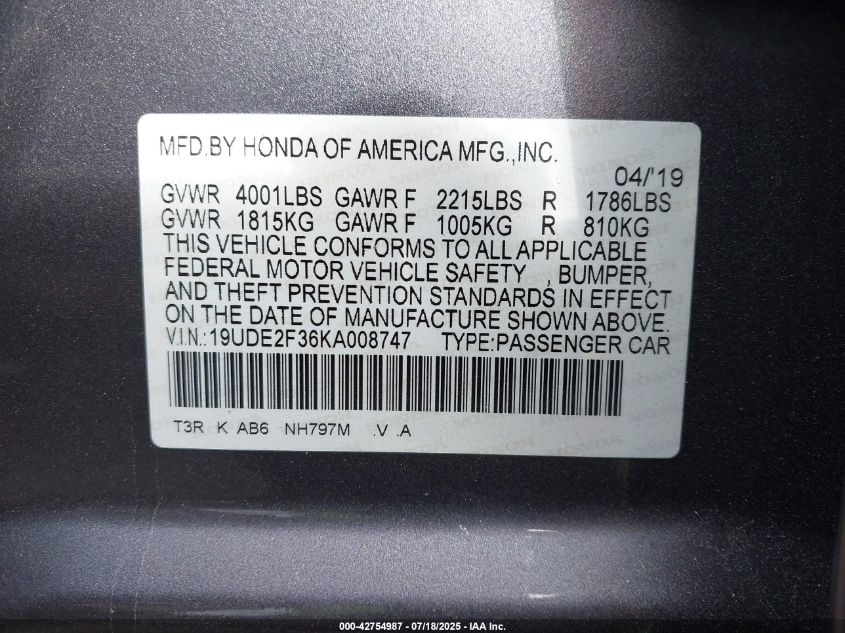 MFD.BY HONDA OF AMERICA MFG.,INC.
04/'19
GVWR 4001LBS GAWR F 2215LBS R 1786LBS
GVWR 1815KG GAWR F 1005KG R 810KG
THIS VEHICLE CONFORMS TO ALL APPLICABLE
FEDERAL MOTOR VEHICLE SAFETY , BUMPER,
AND THEFT PREVENTION STANDARDS IN EFFECT
ON THE DATE OF MANUFACTURE SHOWN ABOVE.
V.I.N.:19UDE2F36KA008747 TYPE:PASSENGER CAR
T3R K AB6 NH797M .V .A
000-42754987 - 07/18/2025 - IAA Inc.